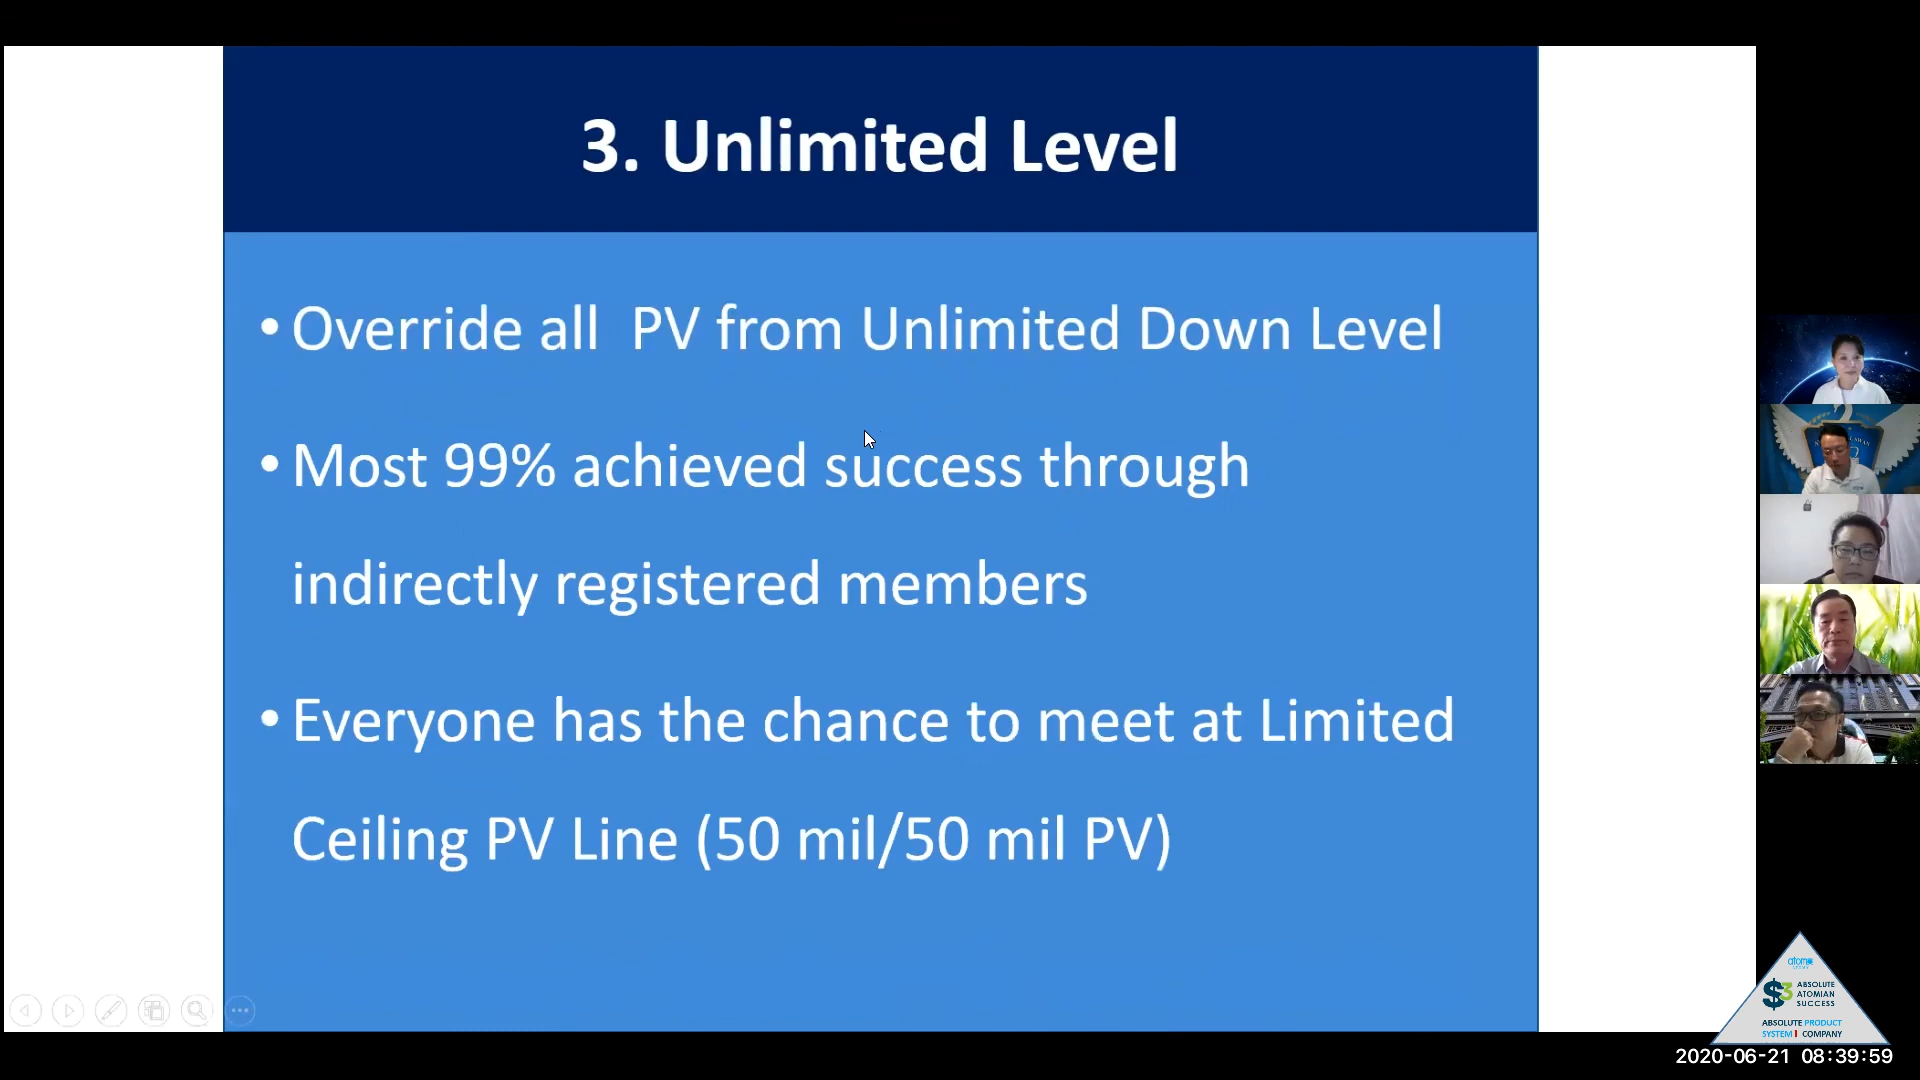 3. Unlimited Level
• Override all  PV from Unlimited Down Level
• Most 99% achieved success through
indirectly registered members
• Everyone has the chance to meet at Limited
Ceiling PV Line (50 mil/50 mil PV)
atomy
$3 ABSOLUTE
ATOMIAN
SUCCESS
ABSOLUTE PRODUCT
SYSTEM COMPANY
2020-06-21 08:39:59